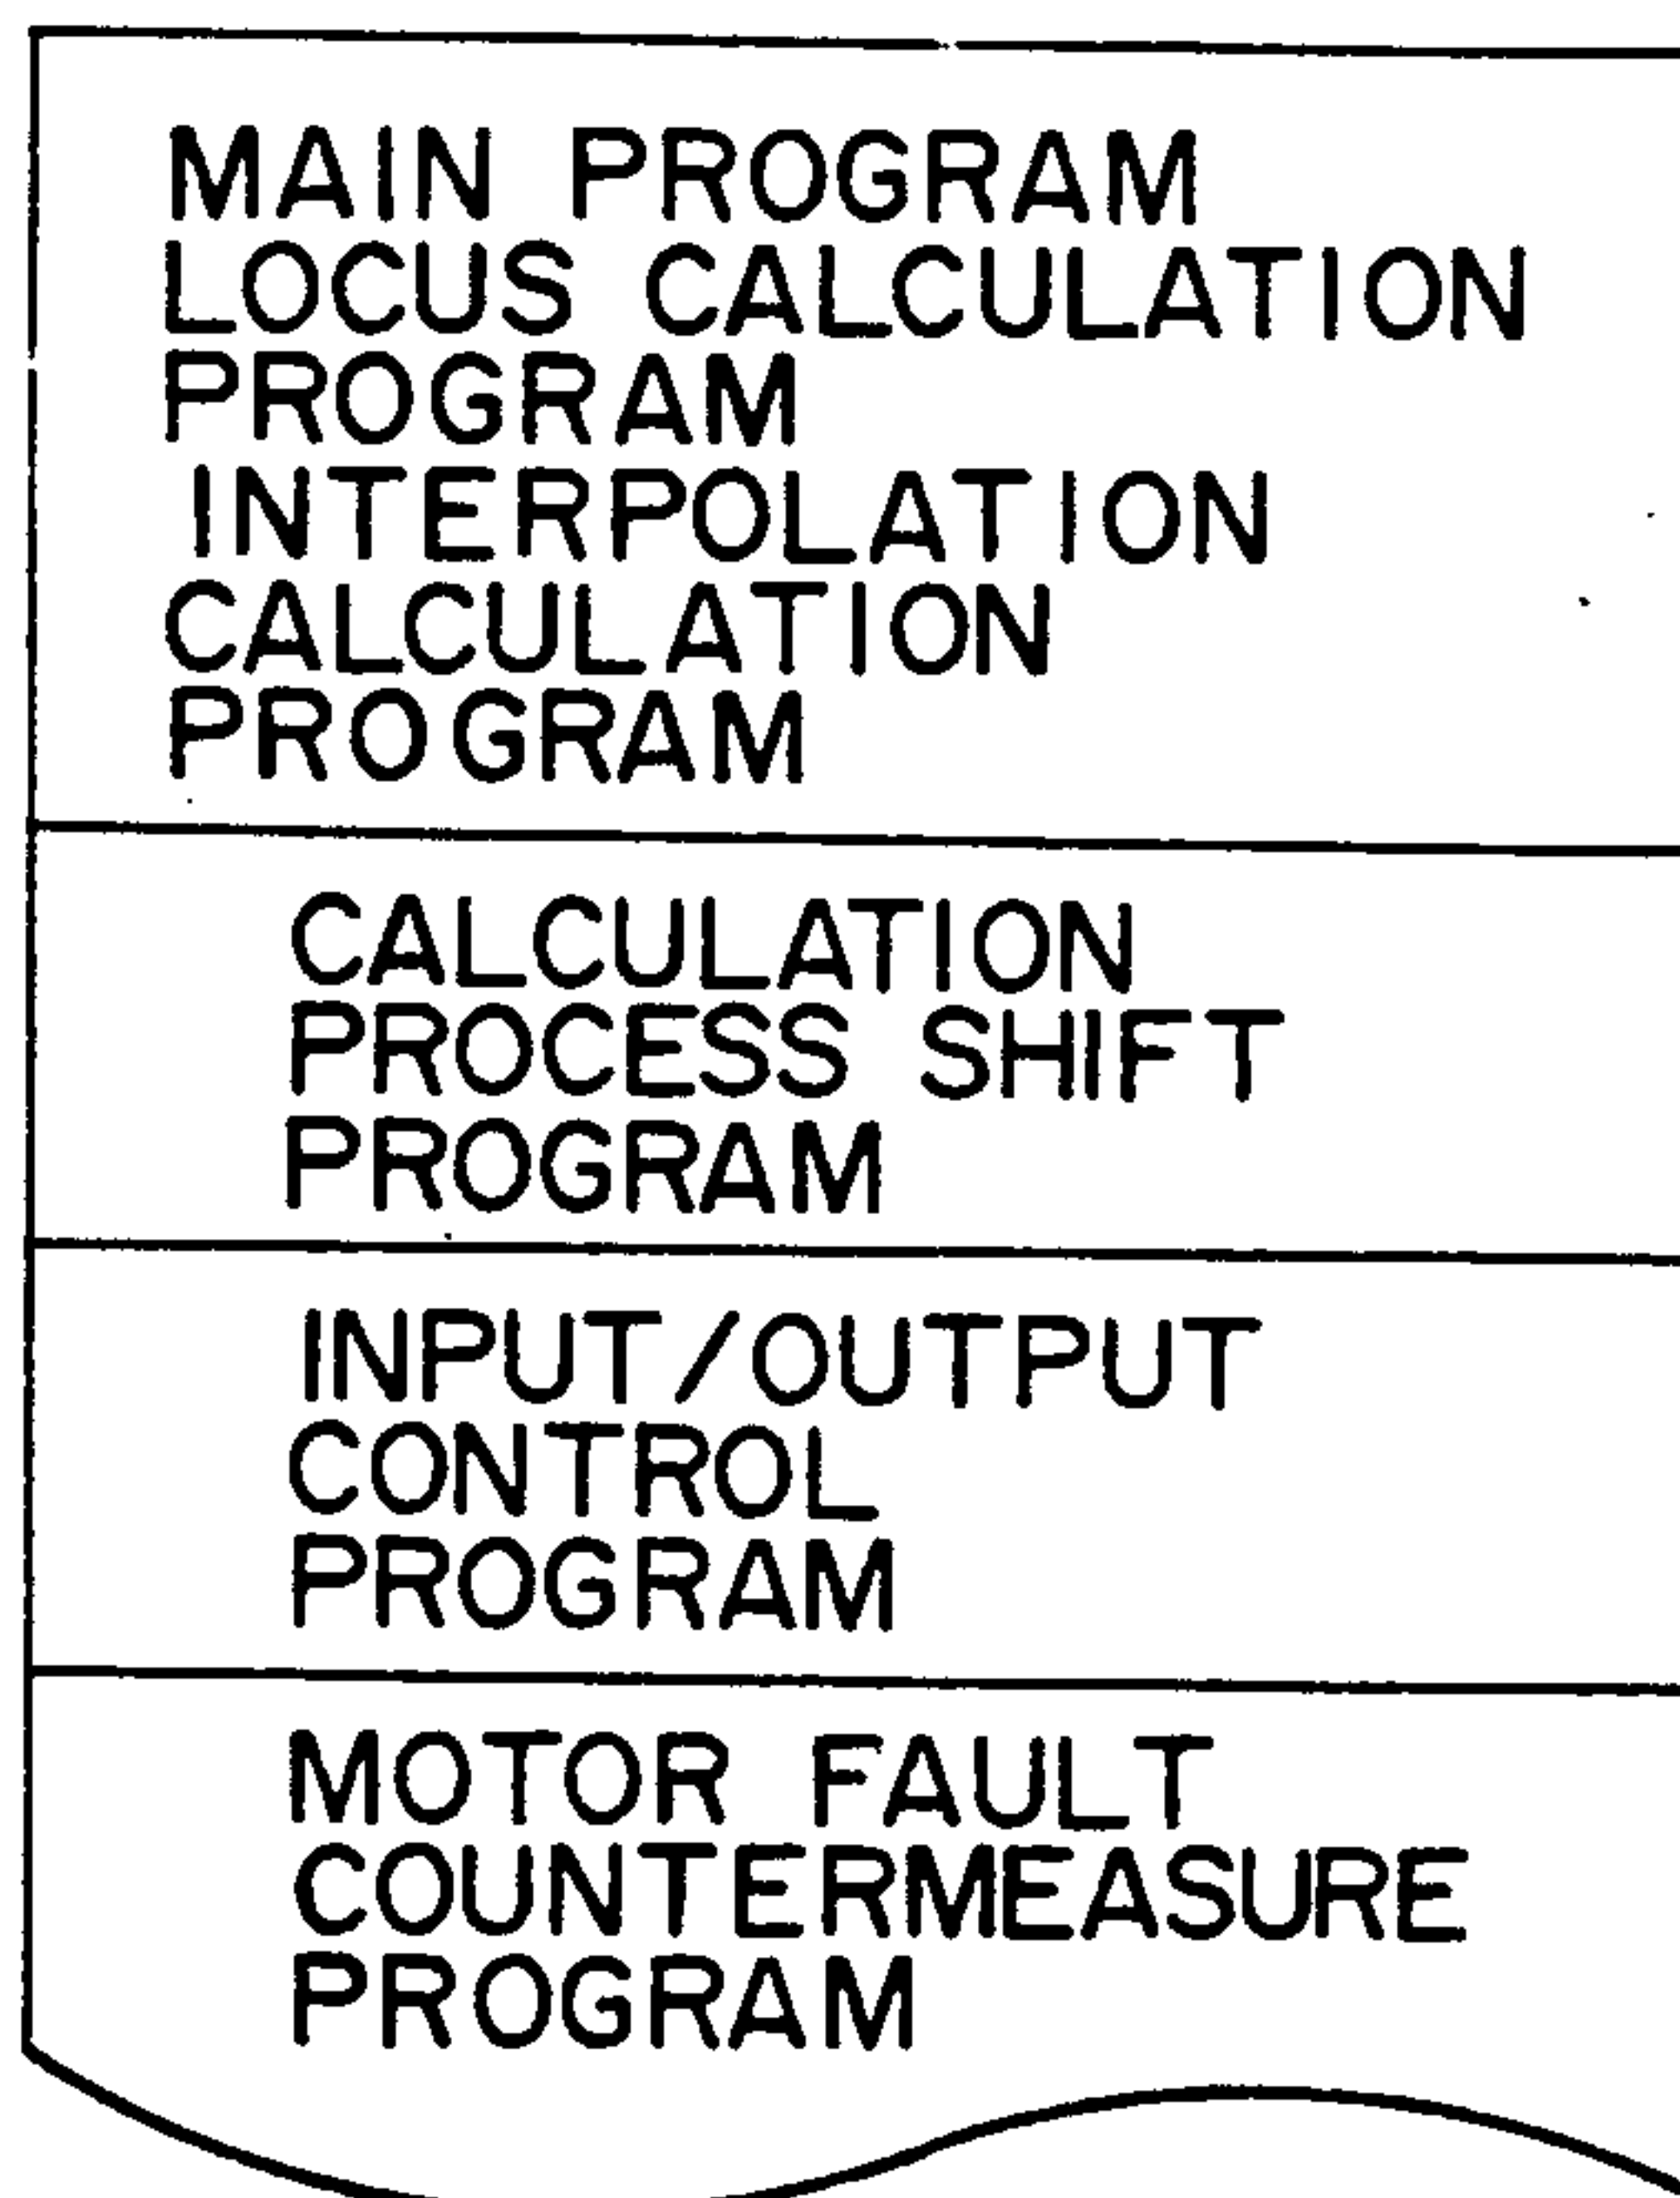 MAIN PROGRAM
LOCUS CALCULATION
PROGRAM
INTERPOLATION
CALCULATION
PROGRAM
CALCULATION
PROCESS SHIFT
PROGRAM
INPUT/OUTPUT
CONTROL
PROGRAM
MOTOR FAULT
COUNTERMEASURE
PROGRAM